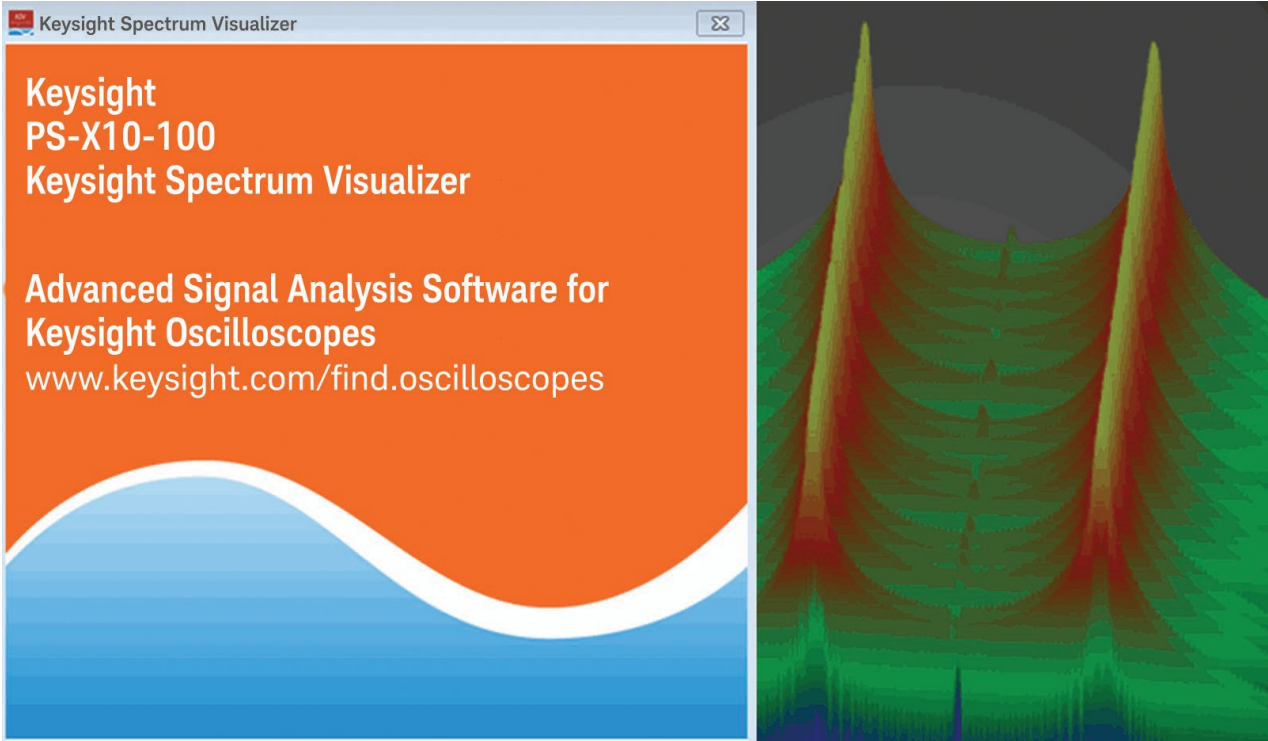 Keysight Spectrum Visualizer
Keysight
PS-X10-100
Keysight Spectrum Visualizer
Advanced Signal Analysis Software for
Keysight Oscilloscopes
www.keysight.com/find.oscilloscopes